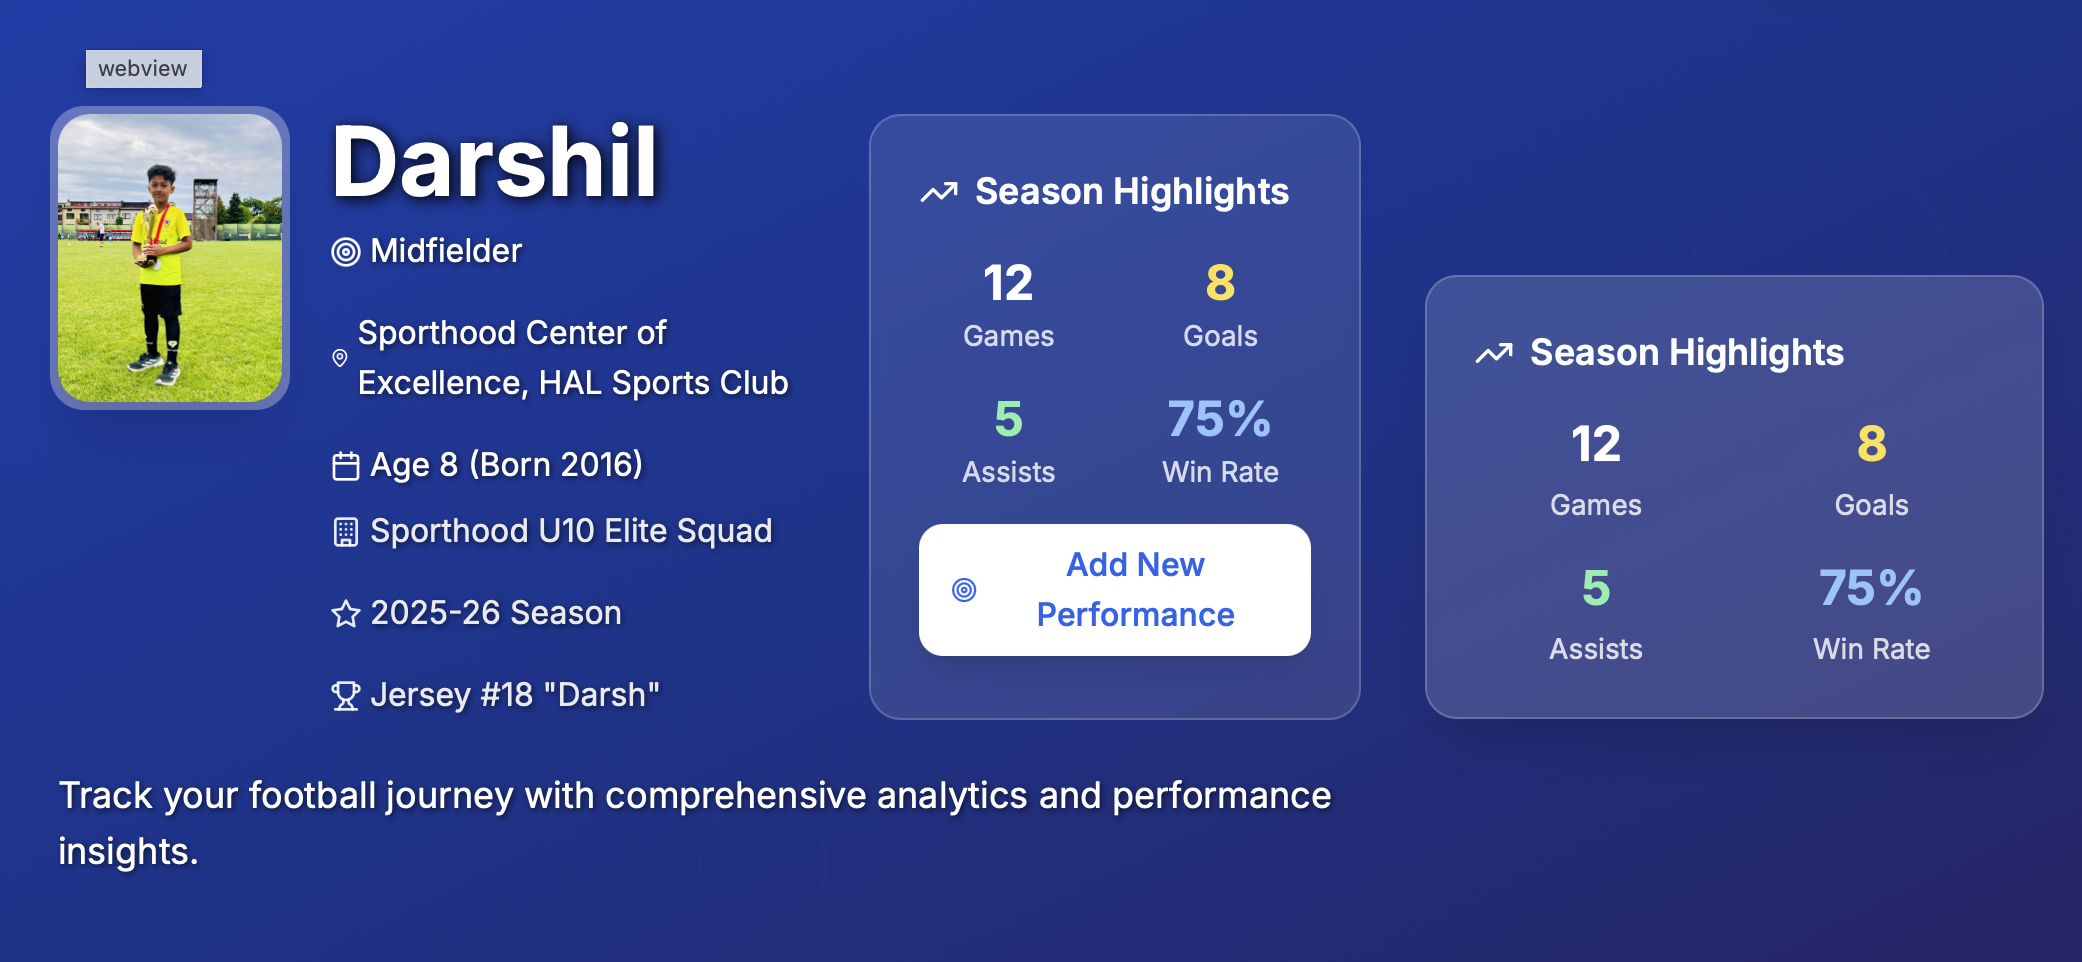 webview
Darshil
Midfielder
Sporthood Center of
Excellence, HAL Sports Club
Age 8 (Born 2016)
Sporthood U10 Elite Squad
2025-26 Season
Jersey #18 "Darsh"
Season Highlights
12
8
Games
Goals
5
75%
Assists
Win Rate
Add New
Performance
Season Highlights
12
8
Games
Goals
5
75%
Assists
Win Rate
Track your football journey with comprehensive analytics and performance
insights.